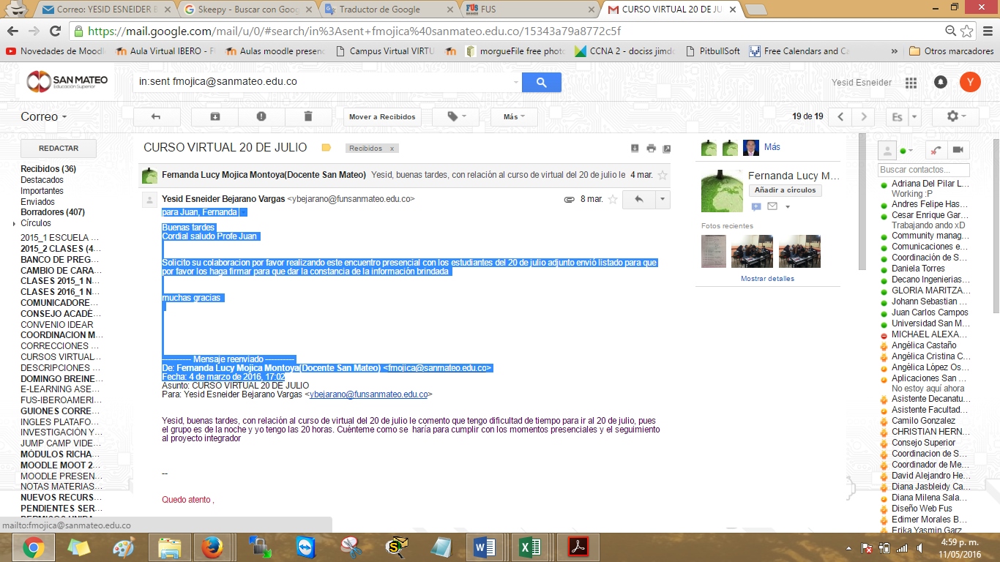 Correo: YESID ESNEIDER B
Skeepy - Buscar con Goog
Traductor de Google
FUS
CURSO VIRTUAL 20 DE JU
https://mail.google.com/mail/u/0/#search/in%3Asent+fmojica%40sanmateo.edu.co/15343a79a8772c5f
Novedades de Moodl
Aula Virtual IBERO - F
Aulas moodle presenc
Campus Virtual VIRTU
morgueFile free photo
CCNA 2 - dociss jimdo
PitbullSoft
Free Calendars and Ca
» Otros marcadores
SAN MATEO
Educación Superior
in:sent fmojica@sanmateo.edu.co
Yesid Esneider
Y
Correo
Mover a Recibidos
Más
19 de 19
Es
REDACTAR
Recibidos (36)
Destacados
Importantes
Enviados
Borradores (407)
Círculos
2015_1 ESCUELA ...
2015_2 CLASES (4...
BANCO DE PREG...
CAMBIO DE CARA...
CLASES 2015_1 N...
CLASES 2016_1 N...
COMUNICADORE...
CONSEJO ACADÉ...
CONVENIO IDEAR
COORDINACION M...
CORRECCIONES ...
CURSOS VIRTUAL...
DESCRIPCIONES ...
DOMINGO BREINE...
E-LEARNING ASE...
FUS-IBEROAMERI...
GUIONES CORRE...
INGLES PLATAFO...
INVESTIGACIÓN Y...
JUMP CAMP VIDE...
MÓDULOS RICHA...
MOODLE MOOT 2...
MOODLE PRESEN...
NOTAS MATERIAS...
NUEVOS RECURS...
PENDIENTES SER...
CURSO VIRTUAL 20 DE JULIO
Recibidos x
Fernanda Lucy Mojica Montoya(Docente San Mateo) Yesid, buenas tardes, con relación al curso de virtual del 20 de julio le 4 mar.
Yesid Esneider Bejarano Vargas <ybejarano@funsanmateo.edu.co> 8 mar.
para Juan, Fernanda
Buenas tardes
Cordial saludo Profe Juan
Solicito su colaboracion por favor realizando este encuentro presencial con los estudiantes del 20 de julio adjunto envió listado para que
por favor los haga firmar para que dar la constancia de la información brindada
muchas gracias
---------- Mensaje reenviado ----------
De: Fernanda Lucy Mojica Montoya(Docente San Mateo) <fmojica@sanmateo.edu.co>
Fecha: 4 de marzo de 2016, 17:02
Asunto: CURSO VIRTUAL 20 DE JULIO
Para: Yesid Esneider Bejarano Vargas <ybejarano@funsanmateo.edu.co>
Yesid, buenas tardes, con relación al curso de virtual del 20 de julio le comento que tengo dificultad de tiempo para ir al 20 de julio, pues
el grupo es de la noche y yo tengo las 20 horas. Cuénteme como se haría para cumplir con los momentos presenciales y el seguimiento
al proyecto integrador
--
Quedo atento ,
Más
Fernanda Lucy M...
Añadir a círculos
Fotos recientes
Mostrar detalles
Buscar contactos...
Adriana Del Pilar L...
Working :P
Andres Felipe Has...
Cesar Enrique Gar...
Trabajando ando xD
Community manag...
Comunicaciones e...
Coordinación de S...
Daniela Torres
Decano Ingenierias...
GLORIA MARITZA...
Johann Sebastian ...
Juan Carlos Campos
Universidad San M...
MICHAEL ALEXA...
Angélica Castaño
Angélica Cristina C...
Angélica López Os...
Aplicaciones San ...
No estoy aquí ahora
Asistente Decanatu...
Asistente Facultad...
Camilo Gonzalez
CHRISTIAN HERN...
Consejo Superior
Coordinacion de S...
Coordinador de Me...
David Alejandro He...
Diana Jasbleidy Ca...
Diana Milena Sala...
Diseño Web Fus
Edimer Morales B...
Erika Yasmin Garz...
mailto:fmojica@sanmateo.edu.co
4:59 p. m.
11/05/2016